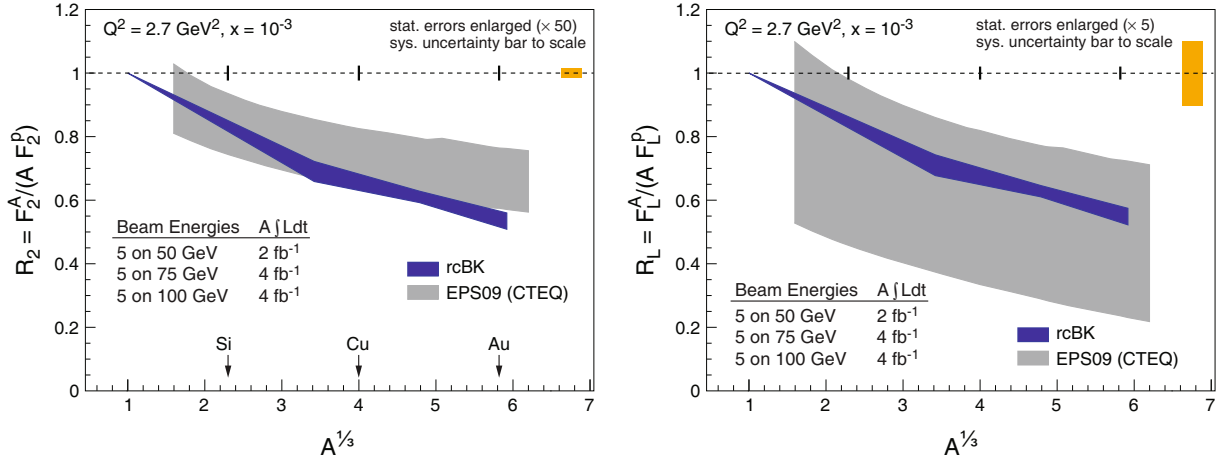 Q² = 2.7 GeV², x = 10⁻³
stat. errors enlarged (× 50)
sys. uncertainty bar to scale
R₂ = F₂ᴬ/(A F₂ᵖ)
1.2
1
0.8
0.6
0.4
0.2
0
Beam Energies A ∫Ldt
5 on 50 GeV 2 fb⁻¹
5 on 75 GeV 4 fb⁻¹
5 on 100 GeV 4 fb⁻¹
rcBK
EPS09 (CTEQ)
Si Cu Au
1 2 3 4 5 6 7
A^⅓
Q² = 2.7 GeV², x = 10⁻³
stat. errors enlarged (× 5)
sys. uncertainty bar to scale
R_L = F_Lᴬ/(A F_Lᵖ)
1.2
1
0.8
0.6
0.4
0.2
0
Beam Energies A ∫Ldt
5 on 50 GeV 2 fb⁻¹
5 on 75 GeV 4 fb⁻¹
5 on 100 GeV 4 fb⁻¹
rcBK
EPS09 (CTEQ)
1 2 3 4 5 6 7
A^⅓